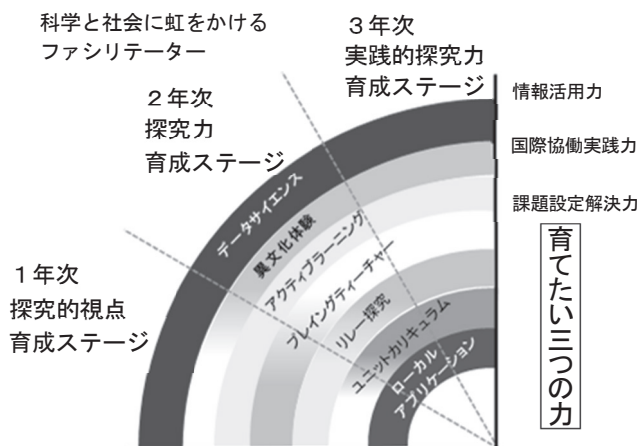 科学と社会に虹をかける
ファシリテーター
3年次
実践的探究力
育成ステージ
2年次
探究力
育成ステージ
1年次
探究的視点
育成ステージ
情報活用力
国際協働実践力
課題設定解決力
育てたい三つの力
データサイエンス
異文化体験
アクティブラーニング
プレイングティーチャー
リレー探究
ユニットカリキュラム
ローカル
アプリケーション